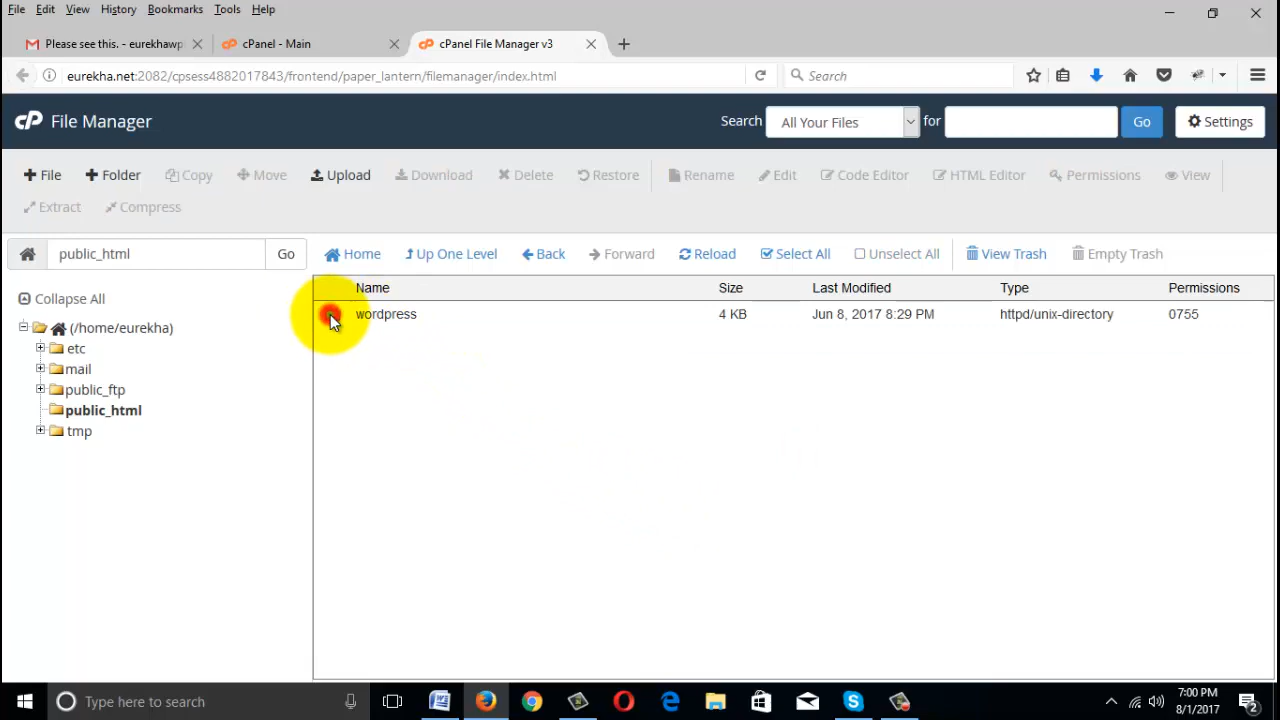 File Edit View History Bookmarks Tools Help
Please see this. - eurekhawp
cPanel - Main
cPanel File Manager v3
eurekha.net:2082/cpsess4882017843/frontend/paper_lantern/filemanager/index.html
Search
cP File Manager
Search All Your Files for Go Settings
File Folder Copy Move Upload Download Delete Restore Rename Edit Code Editor HTML Editor Permissions View
Extract Compress
public_html Go Home Up One Level Back Forward Reload Select All Unselect All View Trash Empty Trash
Collapse All
(/home/eurekha)
etc
mail
public_ftp
public_html
tmp
Name Size Last Modified Type Permissions
wordpress 4 KB Jun 8, 2017 8:29 PM httpd/unix-directory 0755
Type here to search
7:00 PM
8/1/2017
2